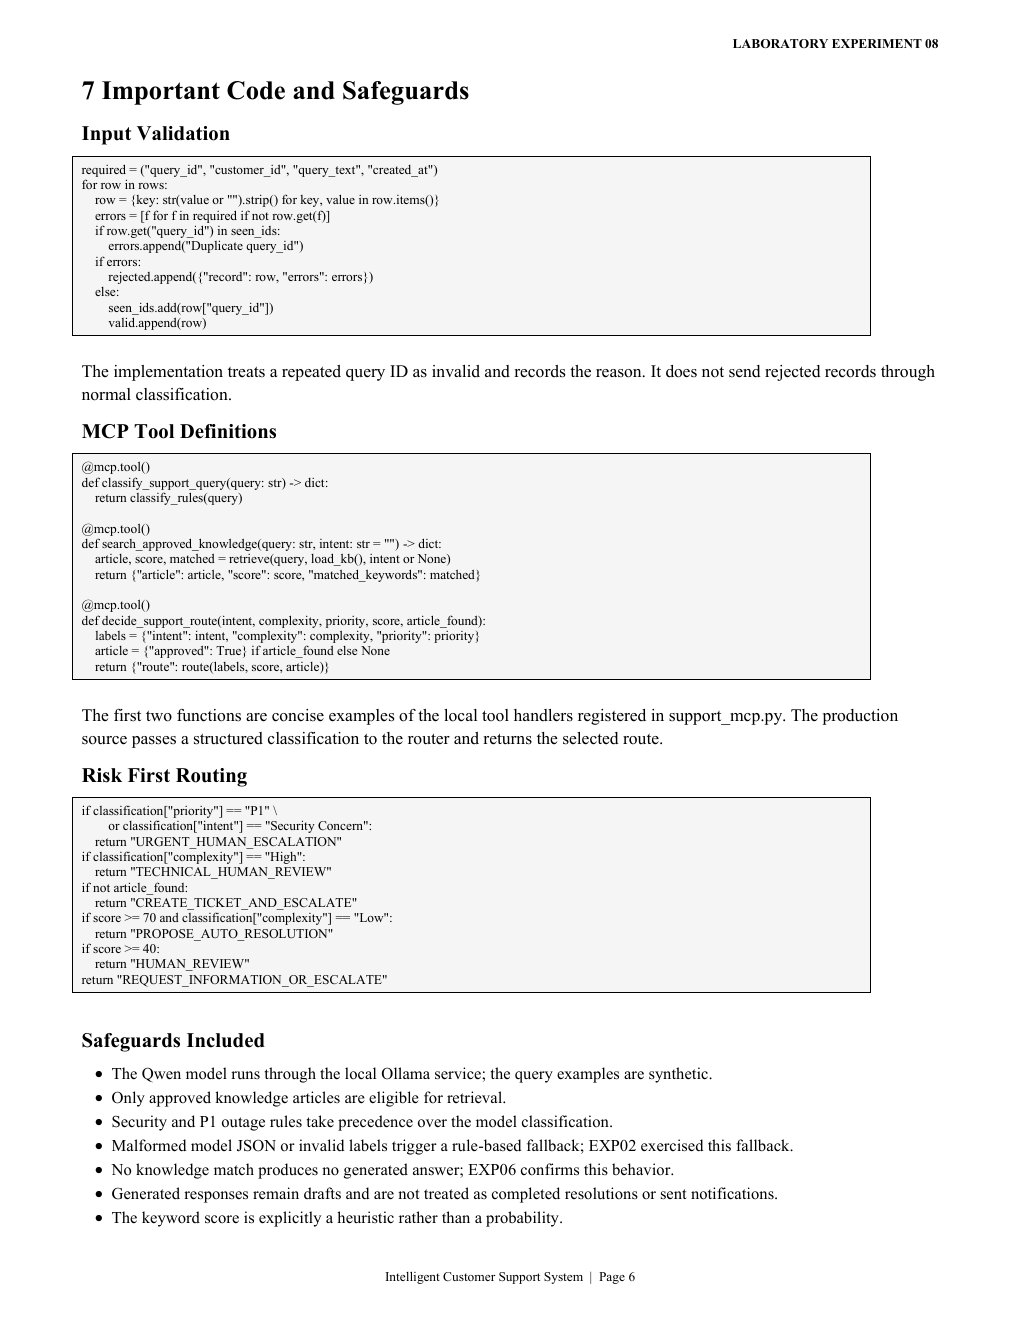 LABORATORY EXPERIMENT 08
7 Important Code and Safeguards
Input Validation
required = ("query_id", "customer_id", "query_text", "created_at")
for row in rows:
    row = {key: str(value or "").strip() for key, value in row.items()}
    errors = [f for f in required if not row.get(f)]
    if row.get("query_id") in seen_ids:
        errors.append("Duplicate query_id")
    if errors:
        rejected.append({"record": row, "errors": errors})
    else:
        seen_ids.add(row["query_id"])
        valid.append(row)
The implementation treats a repeated query ID as invalid and records the reason. It does not send rejected records through
normal classification.
MCP Tool Definitions
@mcp.tool()
def classify_support_query(query: str) -> dict:
    return classify_rules(query)
@mcp.tool()
def search_approved_knowledge(query: str, intent: str = "") -> dict:
    article, score, matched = retrieve(query, load_kb(), intent or None)
    return {"article": article, "score": score, "matched_keywords": matched}
@mcp.tool()
def decide_support_route(intent, complexity, priority, score, article_found):
    labels = {"intent": intent, "complexity": complexity, "priority": priority}
    article = {"approved": True} if article_found else None
    return {"route": route(labels, score, article)}
The first two functions are concise examples of the local tool handlers registered in support_mcp.py. The production
source passes a structured classification to the router and returns the selected route.
Risk First Routing
if classification["priority"] == "P1" \
        or classification["intent"] == "Security Concern":
    return "URGENT_HUMAN_ESCALATION"
if classification["complexity"] == "High":
    return "TECHNICAL_HUMAN_REVIEW"
if not article_found:
    return "CREATE_TICKET_AND_ESCALATE"
if score >= 70 and classification["complexity"] == "Low":
    return "PROPOSE_AUTO_RESOLUTION"
if score >= 40:
    return "HUMAN_REVIEW"
return "REQUEST_INFORMATION_OR_ESCALATE"
Safeguards Included
• The Qwen model runs through the local Ollama service; the query examples are synthetic.
• Only approved knowledge articles are eligible for retrieval.
• Security and P1 outage rules take precedence over the model classification.
• Malformed model JSON or invalid labels trigger a rule-based fallback; EXP02 exercised this fallback.
• No knowledge match produces no generated answer; EXP06 confirms this behavior.
• Generated responses remain drafts and are not treated as completed resolutions or sent notifications.
• The keyword score is explicitly a heuristic rather than a probability.
Intelligent Customer Support System | Page 6